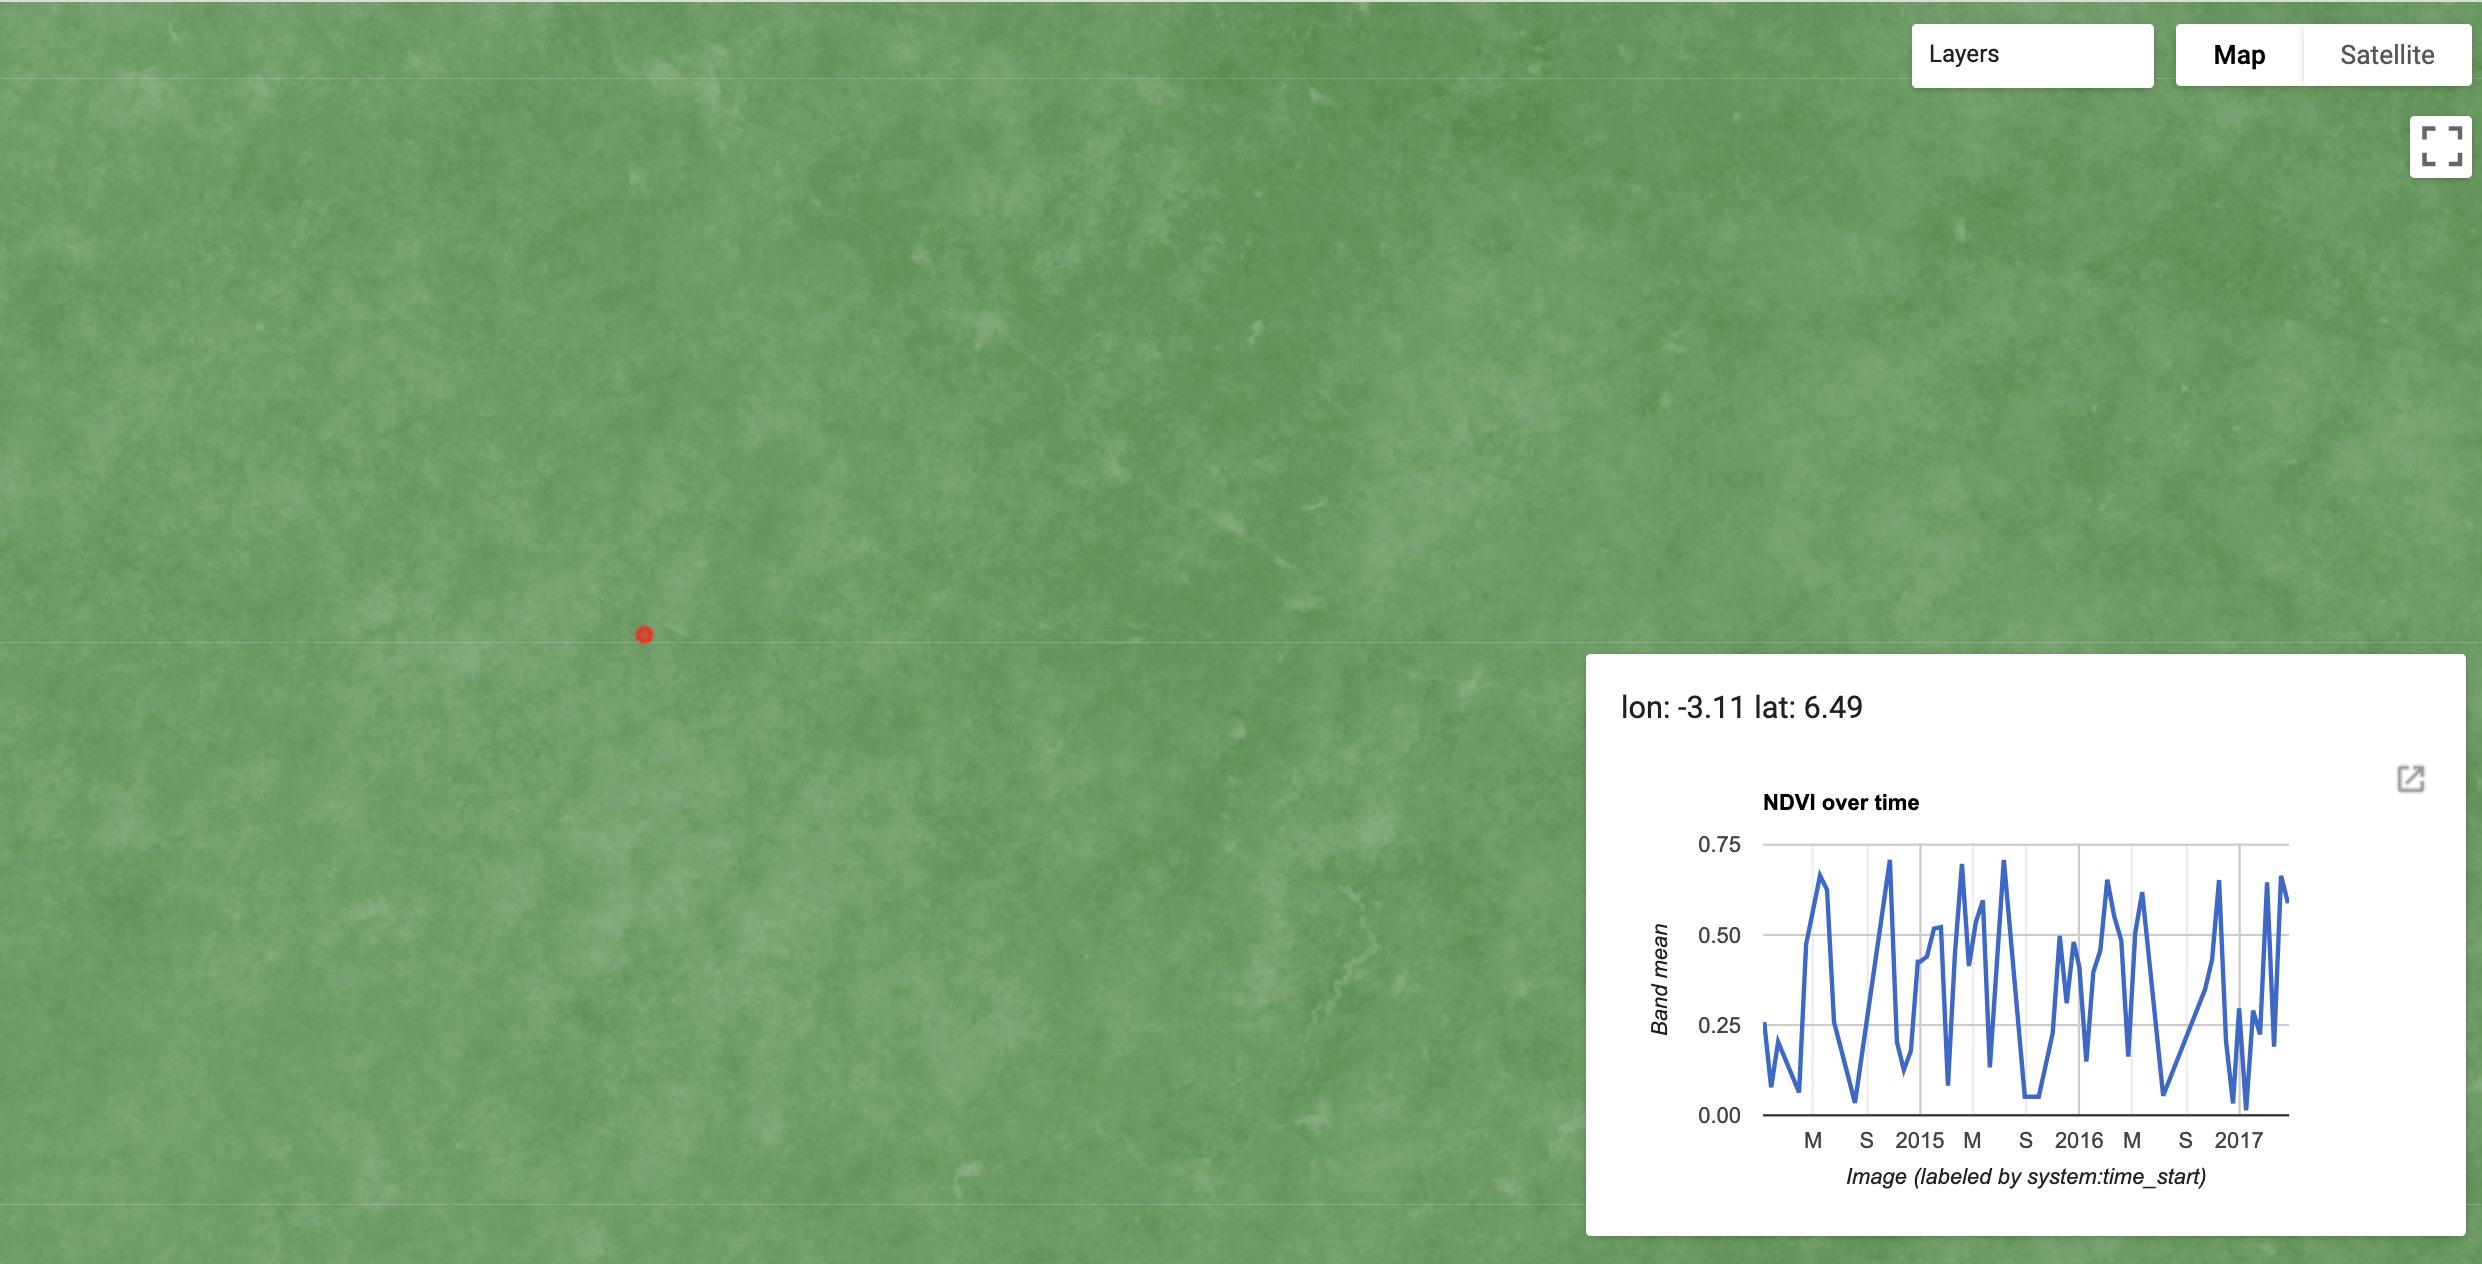 Layers
Map Satellite
lon: -3.11 lat: 6.49
NDVI over time
0.75
0.50
0.25
0.00
Band mean
M S 2015 M S 2016 M S 2017
Image (labeled by system:time_start)